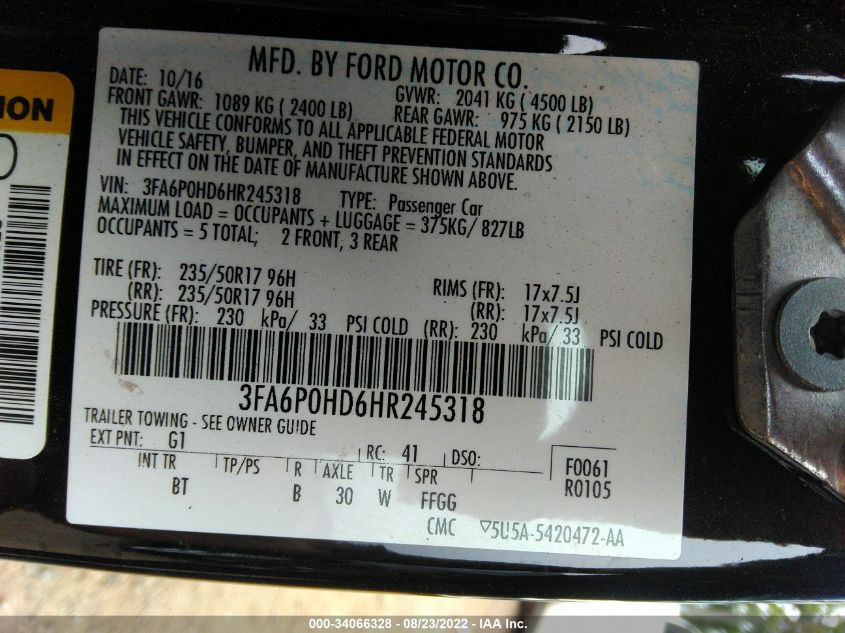 MFD. BY FORD MOTOR CO.
DATE: 10/16
GVWR: 2041 KG ( 4500 LB)
FRONT GAWR: 1089 KG ( 2400 LB)
REAR GAWR: 975 KG ( 2150 LB)
THIS VEHICLE CONFORMS TO ALL APPLICABLE FEDERAL MOTOR
VEHICLE SAFETY, BUMPER, AND THEFT PREVENTION STANDARDS
IN EFFECT ON THE DATE OF MANUFACTURE SHOWN ABOVE.
VIN: 3FA6P0HD6HR245318 TYPE: Passenger Car
MAXIMUM LOAD = OCCUPANTS + LUGGAGE = 375KG/ 827LB
OCCUPANTS = 5 TOTAL; 2 FRONT, 3 REAR
TIRE (FR): 235/50R17 96H RIMS (FR): 17x7.5J
(RR): 235/50R17 96H (RR): 17x7.5J
PRESSURE (FR): 230 kPa/ 33 PSI COLD (RR): 230 kPa/ 33 PSI COLD
3FA6P0HD6HR245318
TRAILER TOWING - SEE OWNER GUIDE
EXT PNT: G1 RC: 41 DSO:
INT TR TP/PS R AXLE TR SPR
BT B 30 W FFGG
F0061
R0105
CMC ▽5U5A-5420472-AA
ION
000-34066328 - 08/23/2022 - IAA Inc.